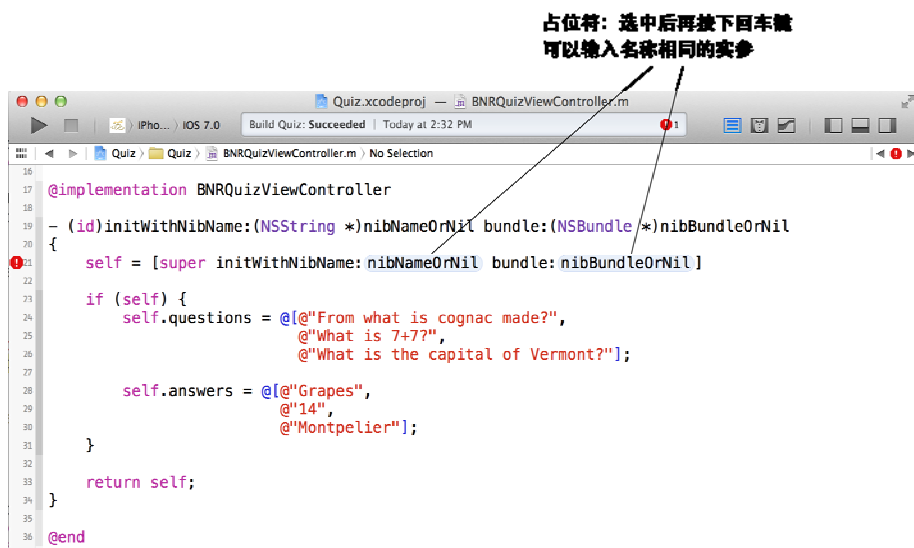 占位符：选中后再按下回车键
可以输入名称相同的实参
Quiz.xcodeproj — BNRQuizViewController.m
iPho... 〉 iOS 7.0 Build Quiz: Succeeded | Today at 2:32 PM 1
Quiz 〉 Quiz 〉 BNRQuizViewController.m 〉 No Selection
16
17 @implementation BNRQuizViewController
18
19 - (id)initWithNibName:(NSString *)nibNameOrNil bundle:(NSBundle *)nibBundleOrNil
20 {
21 self = [super initWithNibName:nibNameOrNil bundle:nibBundleOrNil]
22
23 if (self) {
24 self.questions = @[@"From what is cognac made?",
25 @"What is 7+7?",
26 @"What is the capital of Vermont?"];
27
28 self.answers = @[@"Grapes",
29 @"14",
30 @"Montpelier"];
31 }
32
33 return self;
34 }
35
36 @end